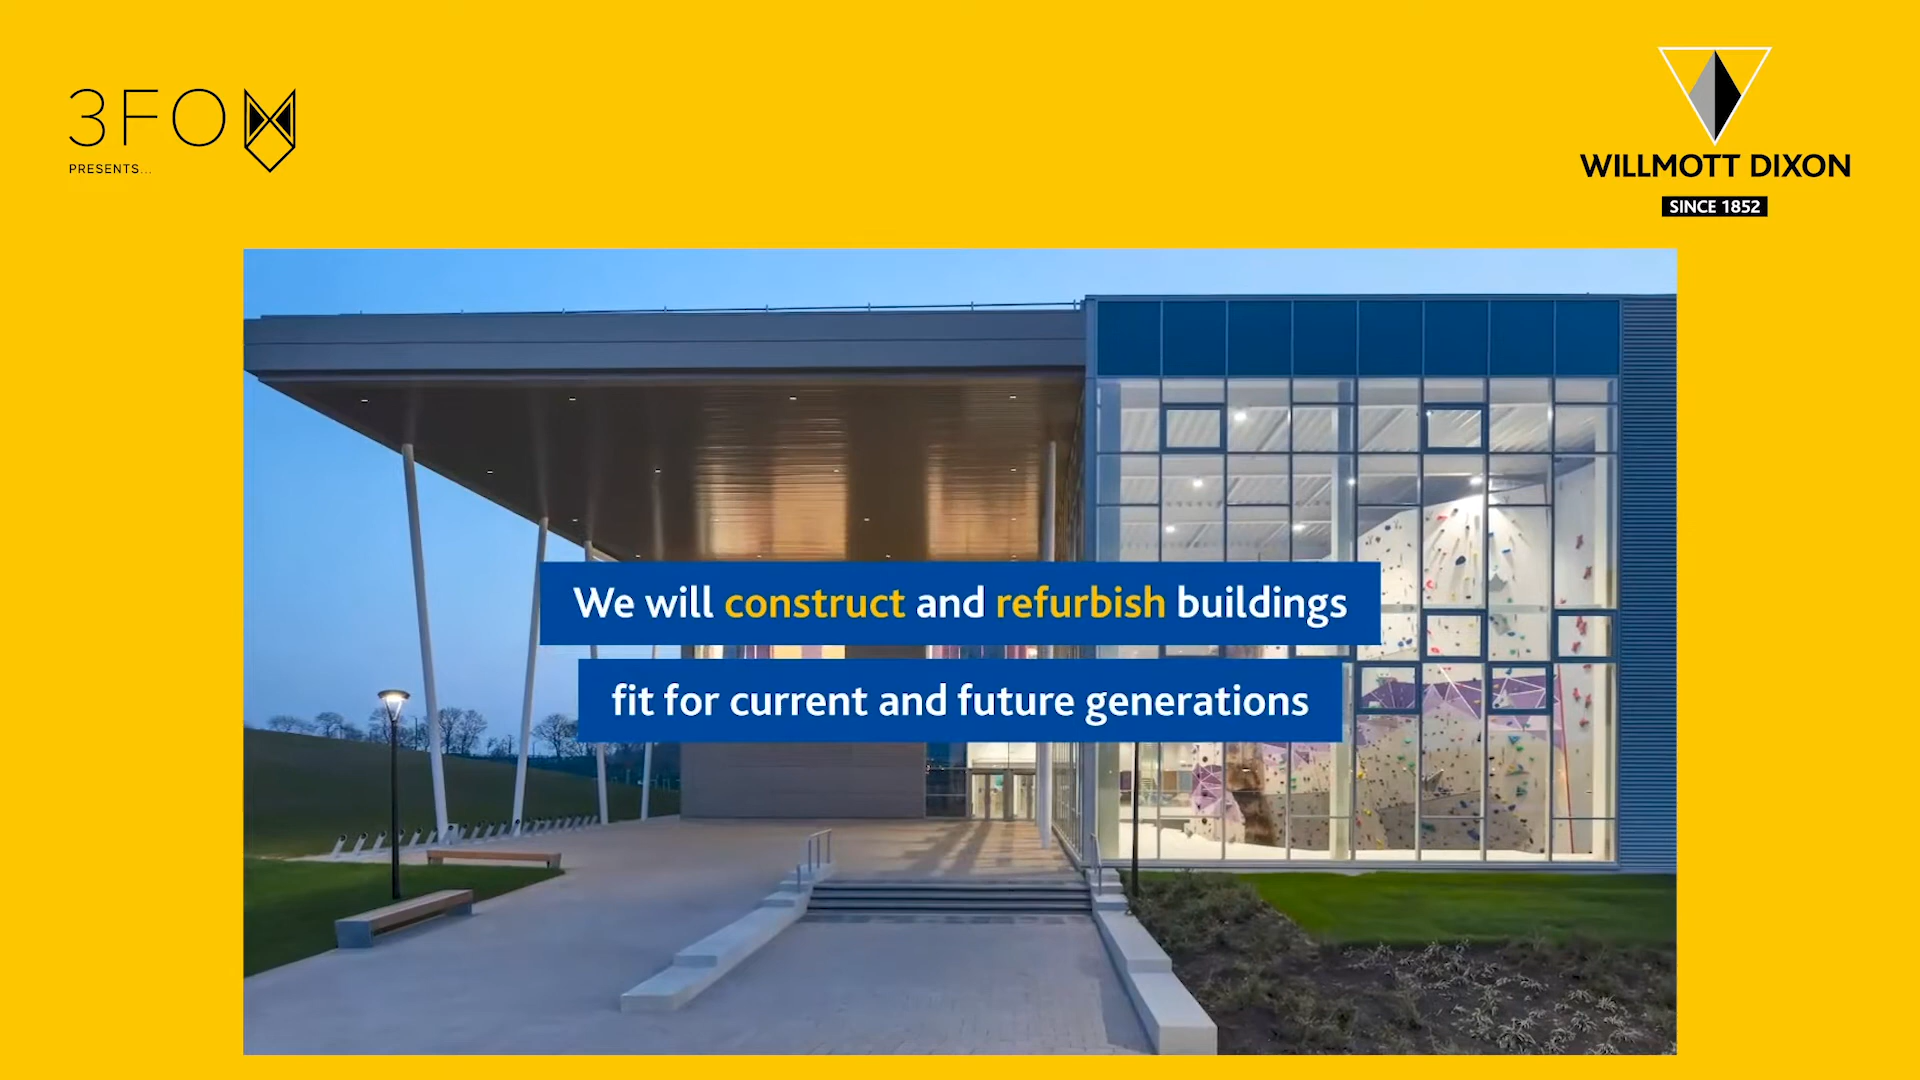 3FOX
PRESENTS...
WILLMOTT DIXON
SINCE 1852
We will construct and refurbish buildings
fit for current and future generations